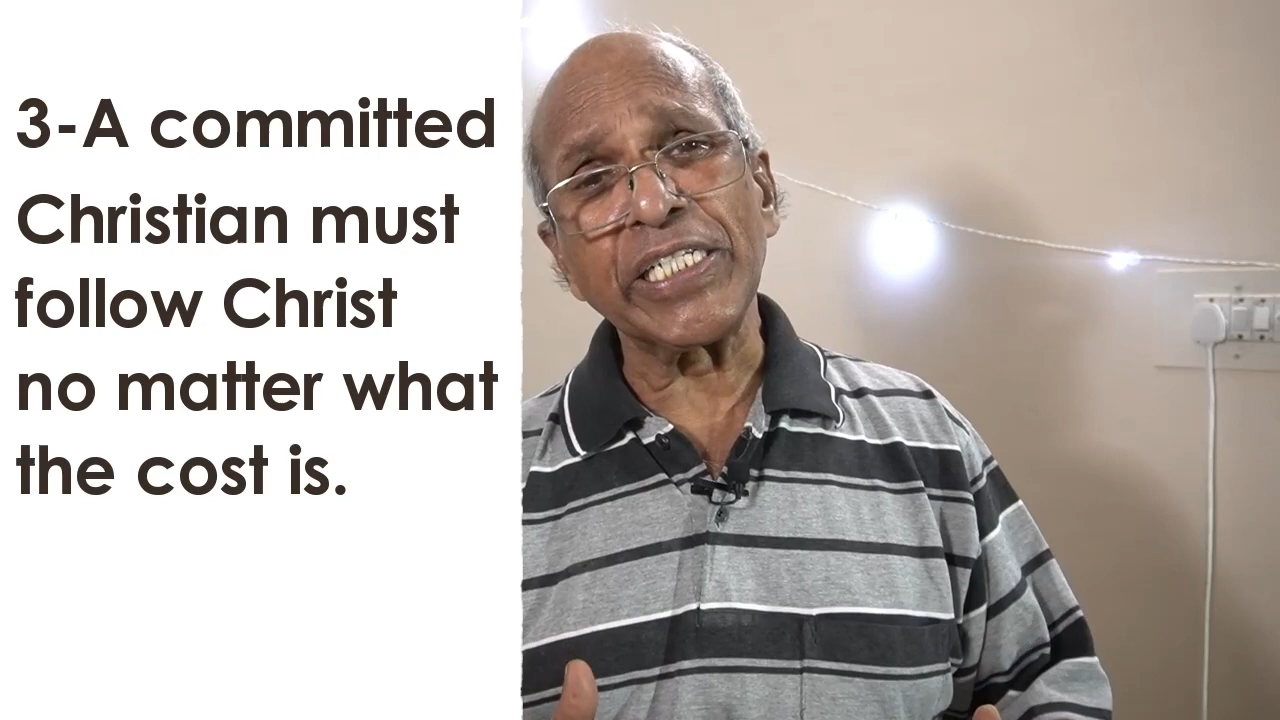 3-A committed
Christian must
follow Christ
no matter what
the cost is.